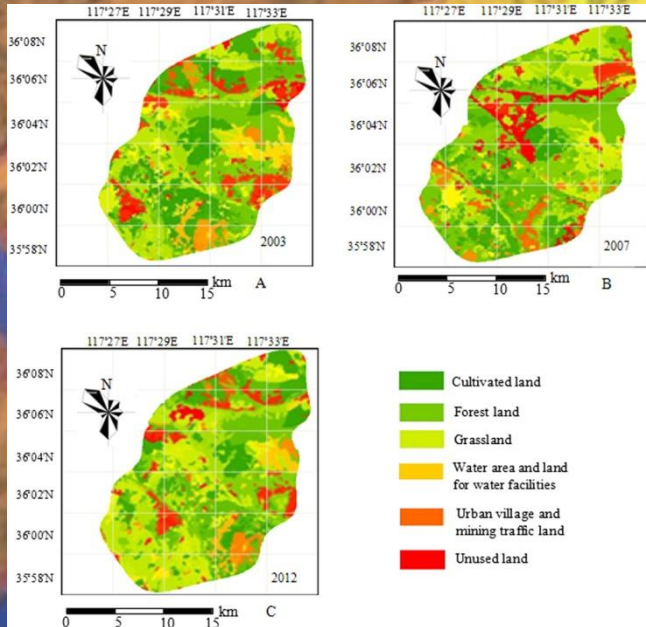 117°27'E 117°29'E 117°31'E 117°33'E
36°08'N
36°06'N
36°04'N
36°02'N
36°00'N
35°58'N
N
2003
0 5 10 15 km A
117°27'E 117°29'E 117°31'E 117°33'E
36°08'N
36°06'N
36°04'N
36°02'N
36°00'N
35°58'N
N
2007
0 5 10 15 km B
117°27'E 117°29'E 117°31'E 117°33'E
36°08'N
36°06'N
36°04'N
36°02'N
36°00'N
35°58'N
N
2012
0 5 10 15 km C
Cultivated land
Forest land
Grassland
Water area and land
for water facilities
Urban village and
mining traffic land
Unused land